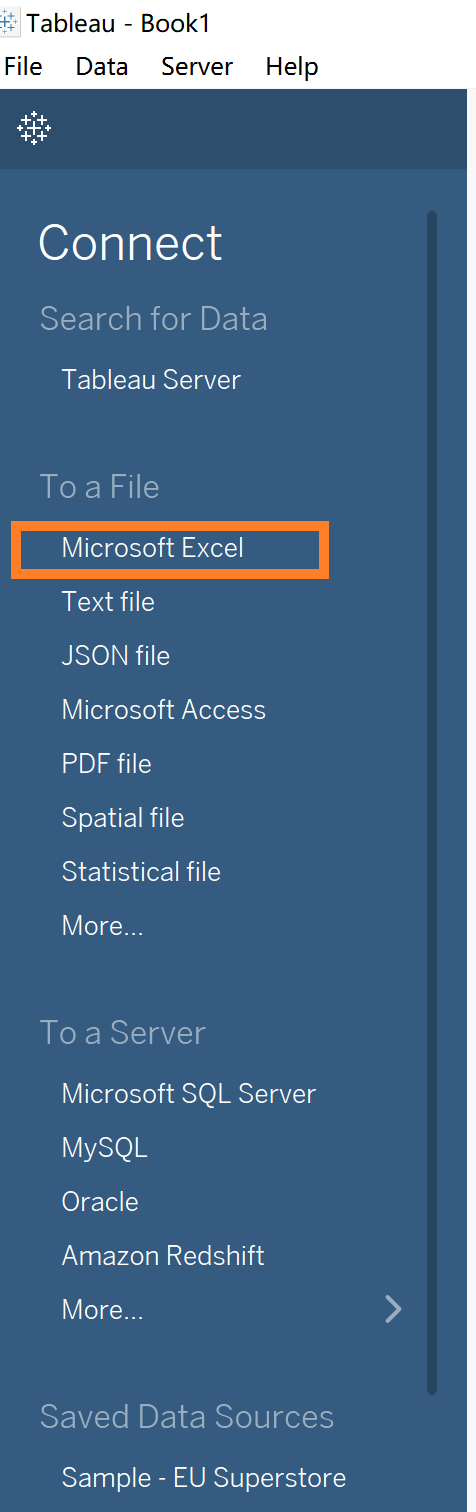 Tableau - Book1
File Data Server Help
Connect
Search for Data
Tableau Server
To a File
Microsoft Excel
Text file
JSON file
Microsoft Access
PDF file
Spatial file
Statistical file
More...
To a Server
Microsoft SQL Server
MySQL
Oracle
Amazon Redshift
More...
Saved Data Sources
Sample - EU Superstore